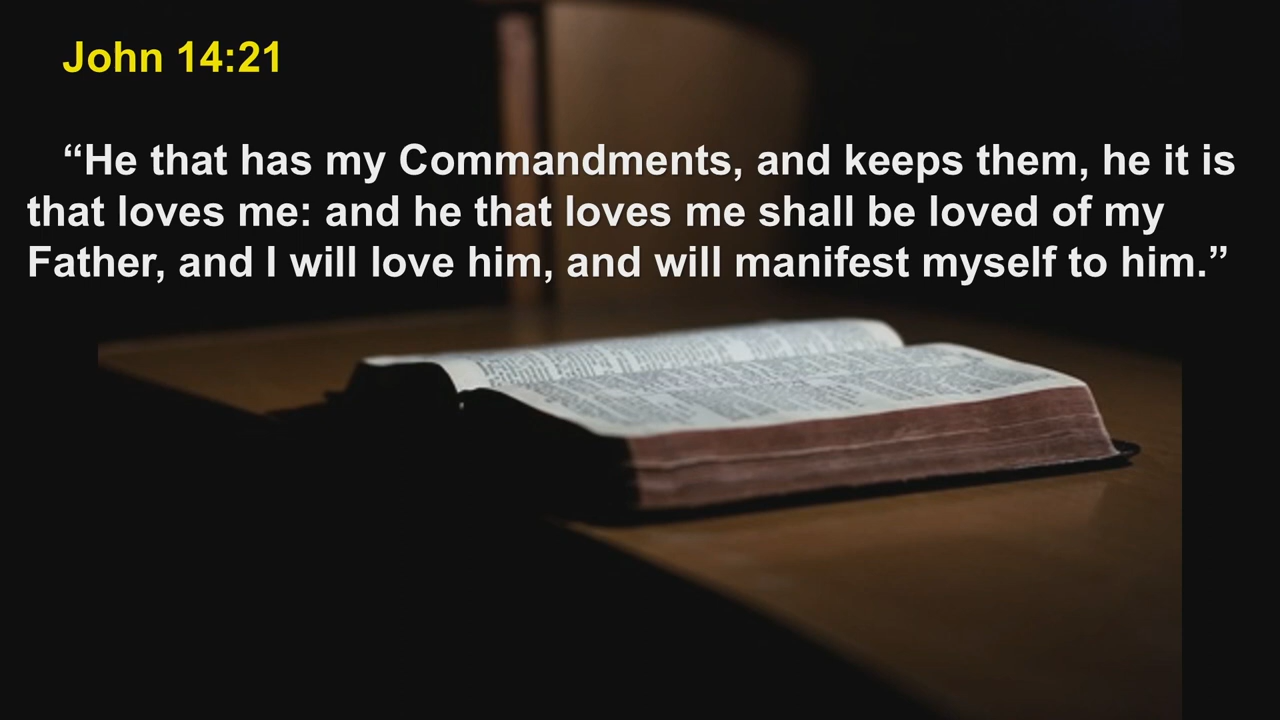 John 14:21
“He that has my Commandments, and keeps them, he it is
that loves me: and he that loves me shall be loved of my
Father, and I will love him, and will manifest myself to him.”